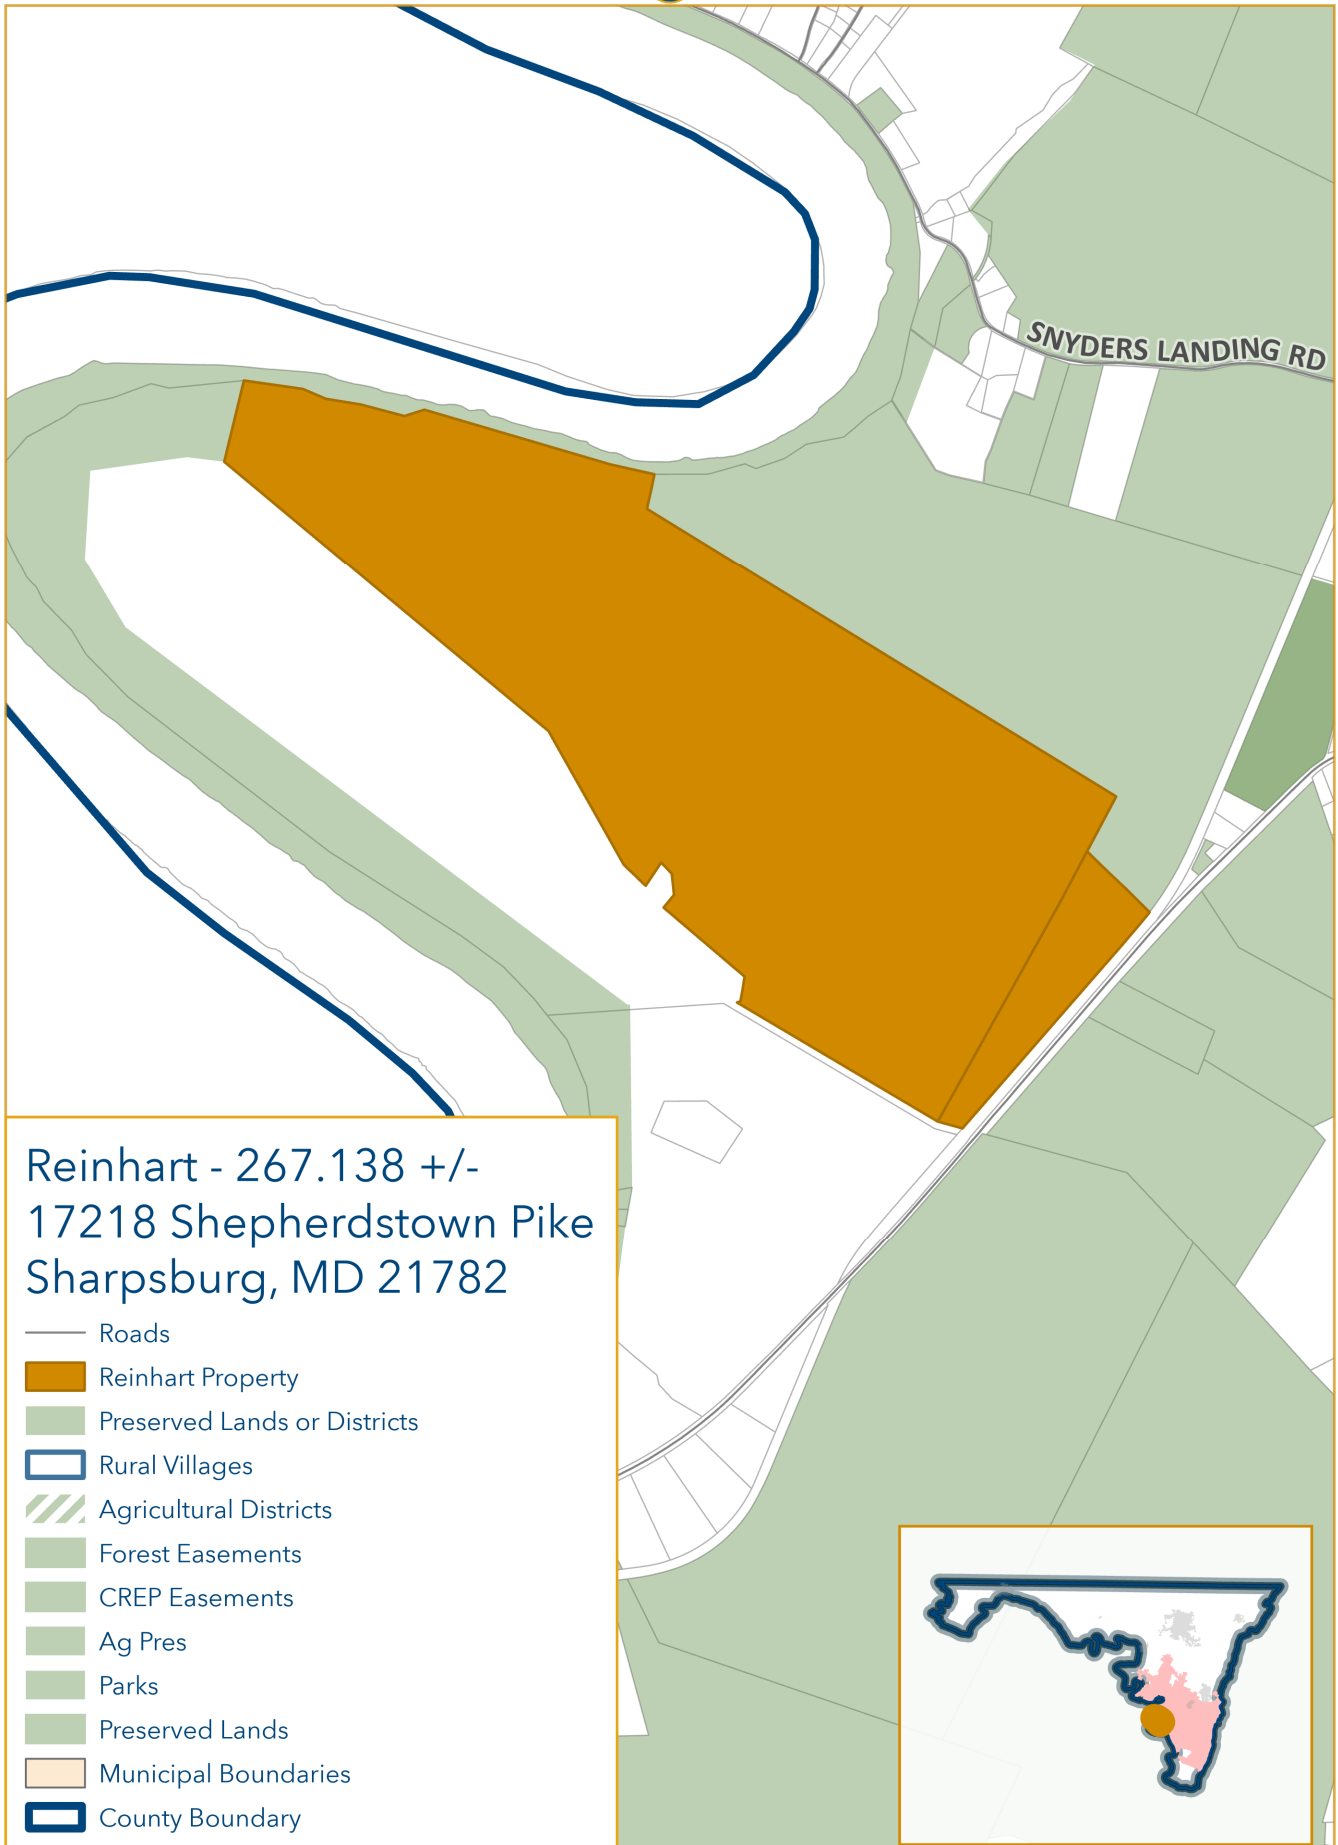 SNYDERS LANDING RD
Reinhart - 267.138 +/-
17218 Shepherdstown Pike
Sharpsburg, MD 21782
Roads
Reinhart Property
Preserved Lands or Districts
Rural Villages
Agricultural Districts
Forest Easements
CREP Easements
Ag Pres
Parks
Preserved Lands
Municipal Boundaries
County Boundary